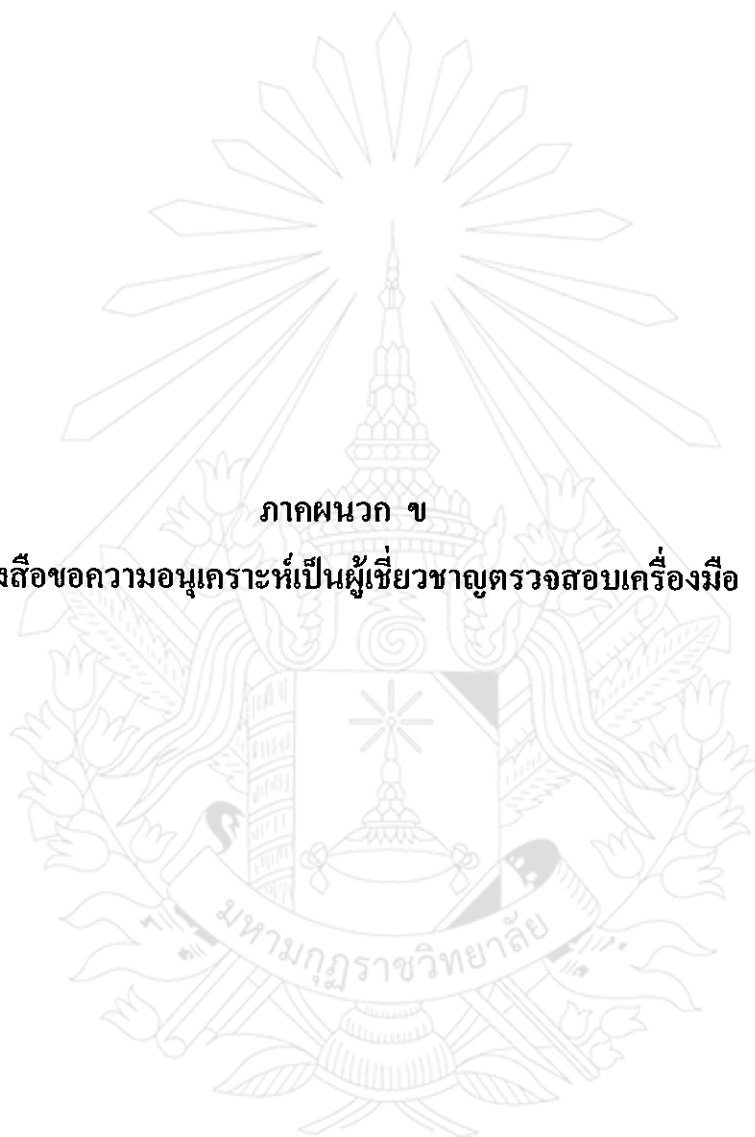 ภาคผนวก ข
งสือขอความอนุเคราะห์เป็นผู้เชี่ยวชาญตรวจสอบเครื่องมือ
มหามกุฏราชวิทยาลัย